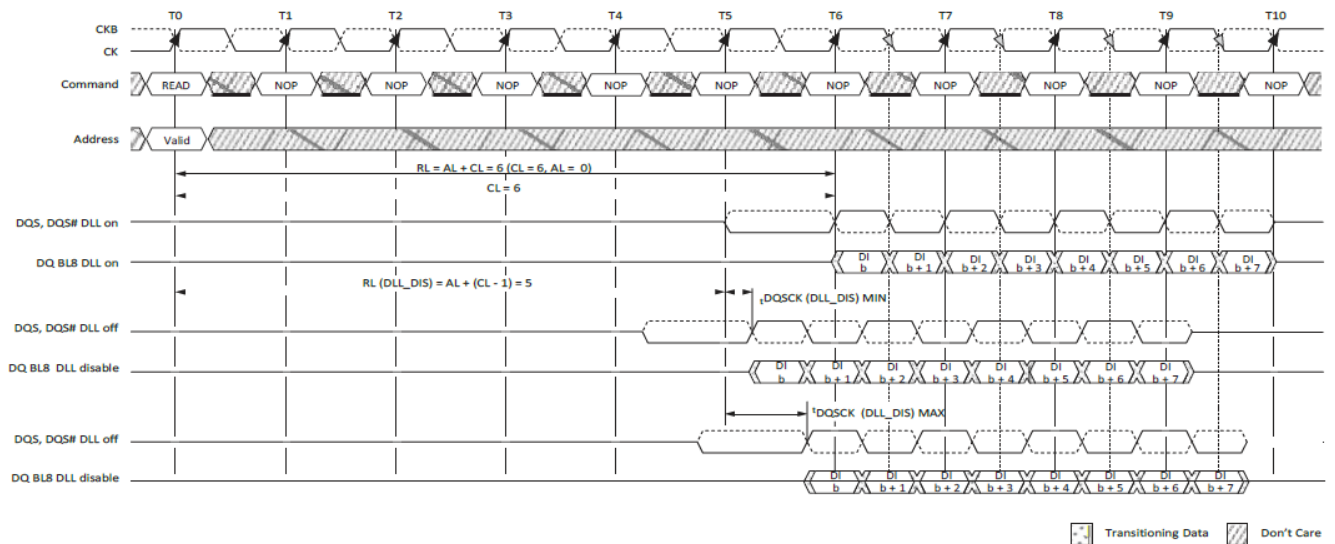 T0 T1 T2 T3 T4 T5 T6 T7 T8 T9 T10
CKB
CK
Command READ NOP NOP NOP NOP NOP NOP NOP NOP NOP NOP
Address Valid
RL = AL + CL = 6 (CL = 6, AL = 0)
CL = 6
DQS, DQS# DLL on
DQ BL8 DLL on DI b DI b + 1 DI b + 2 DI b + 3 DI b + 4 DI b + 5 DI b + 6 DI b + 7
RL (DLL_DIS) = AL + (CL - 1) = 5
tDQSCK (DLL_DIS) MIN
DQS, DQS# DLL off
DQ BL8 DLL disable DI b DI b + 1 DI b + 2 DI b + 3 DI b + 4 DI b + 5 DI b + 6 DI b + 7
tDQSCK (DLL_DIS) MAX
DQS, DQS# DLL off
DQ BL8 DLL disable DI b DI b + 1 DI b + 2 DI b + 3 DI b + 4 DI b + 5 DI b + 6 DI b + 7
Transitioning Data Don't Care